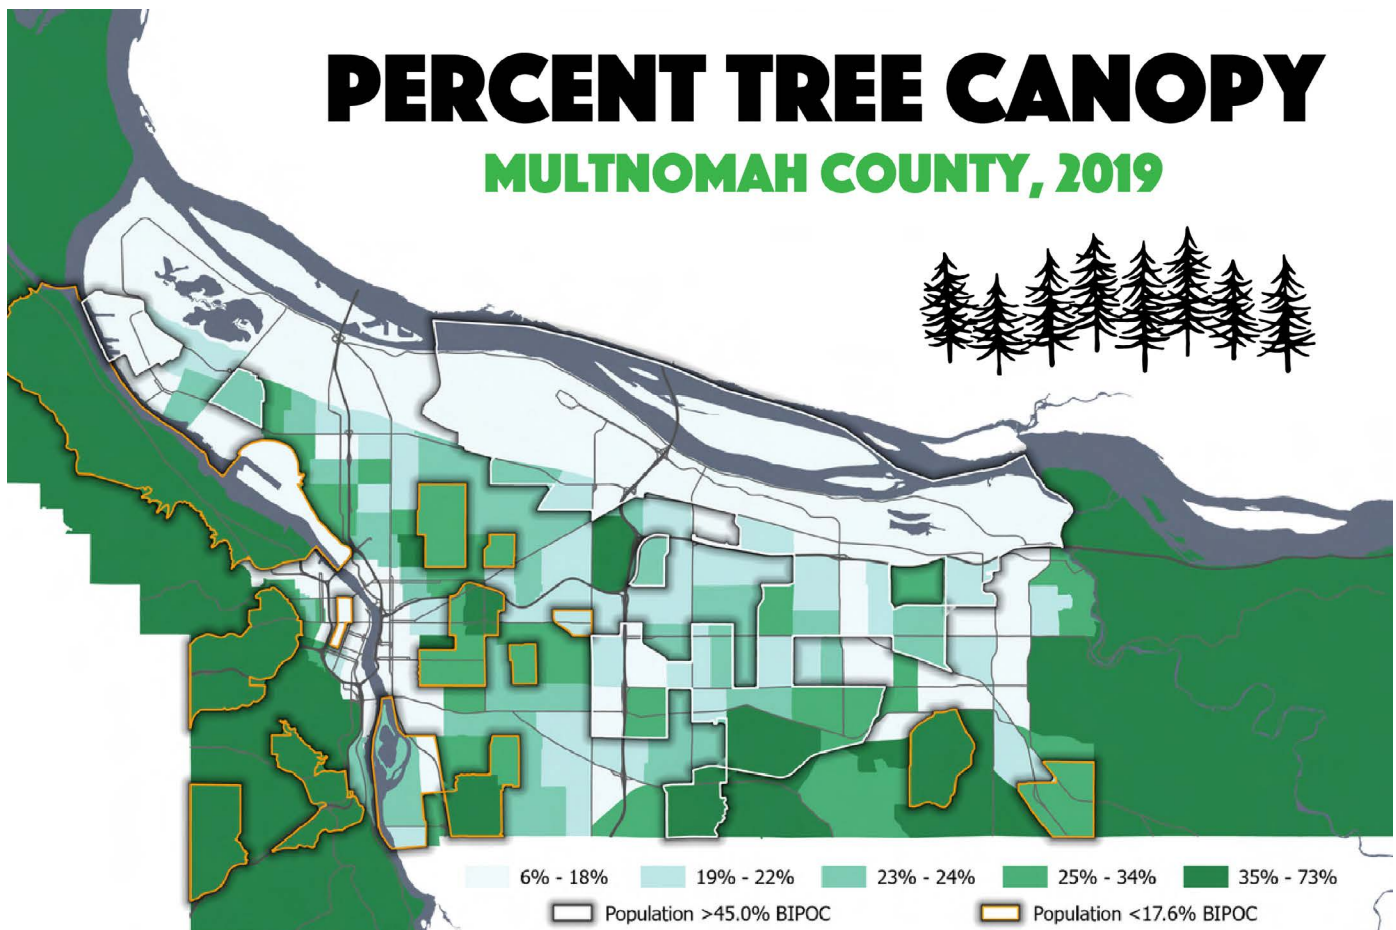 PERCENT TREE CANOPY
MULTNOMAH COUNTY, 2019
6% - 18% 19% - 22% 23% - 24% 25% - 34% 35% - 73%
Population >45.0% BIPOC Population <17.6% BIPOC